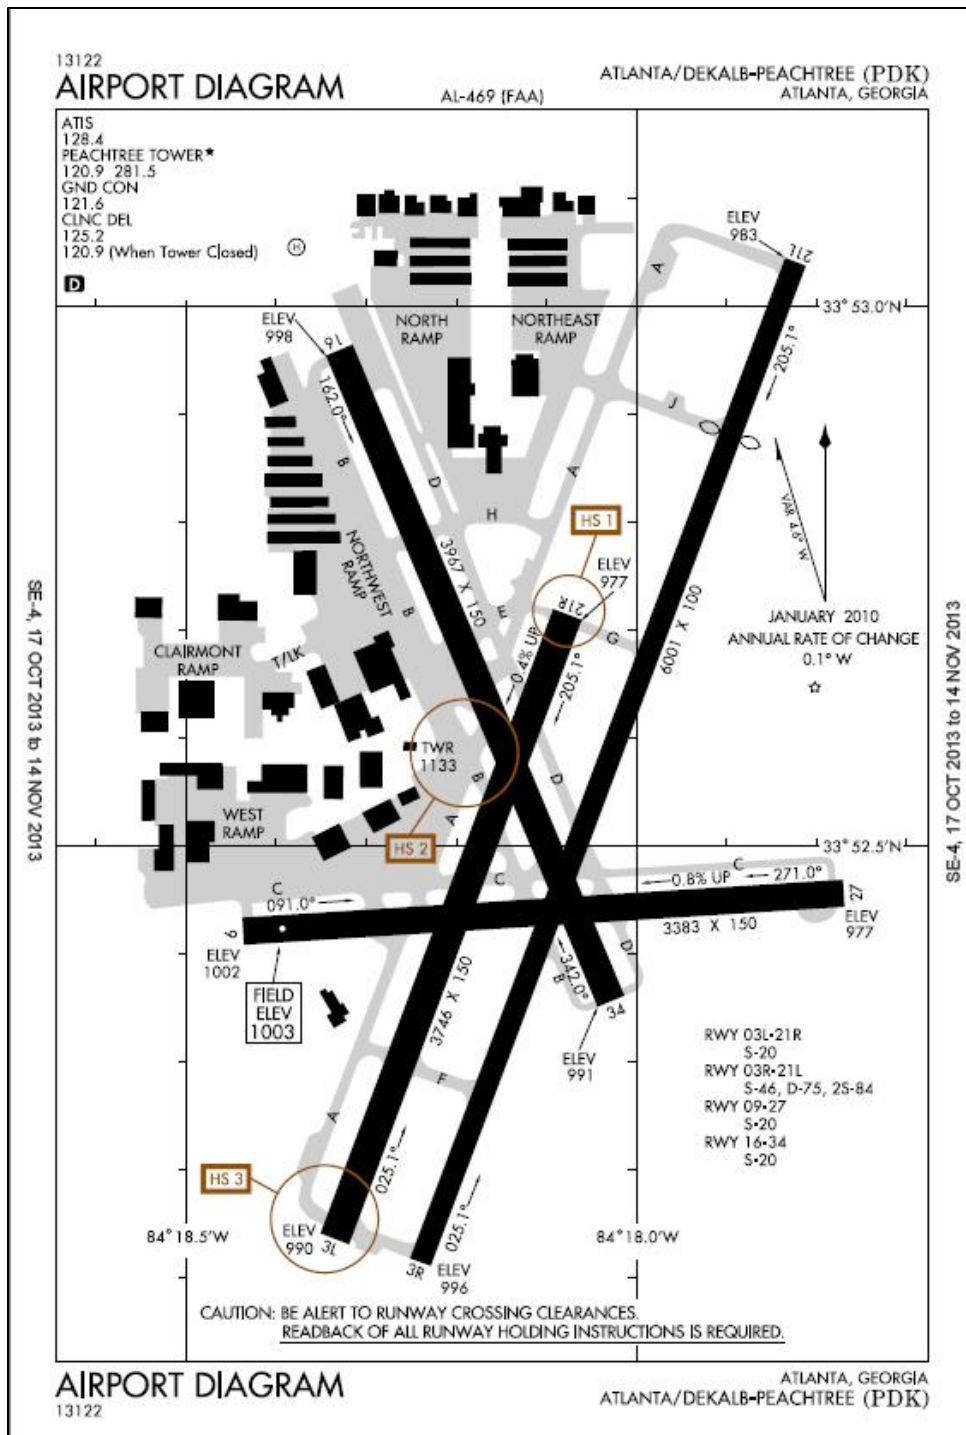 13122
AIRPORT DIAGRAM
AL-469 (FAA)
ATLANTA/DEKALB-PEACHTREE (PDK)
ATLANTA, GEORGIA
ATIS
128.4
PEACHTREE TOWER★
120.9 281.5
GND CON
121.6
CLNC DEL
125.2
120.9 (When Tower Closed)
H
D
ELEV
983
21L
A
33°53.0'N
ELEV
998
16
NORTH
RAMP
NORTHEAST
RAMP
205.1°
162.0°
J
B
D
A
H
HS 1
VAR 4.6° W
3967 X 150
NORTHWEST
RAMP
B
ELEV
977
21R
E
G
6001 X 100
JANUARY 2010
ANNUAL RATE OF CHANGE
0.1° W
0.4% UP
205.1°
CLAIRMONT
RAMP
T/LK
TWR
1133
B
D
A
WEST
RAMP
HS 2
33°52.5'N
C
091.0°
C
C
0.8% UP
271.0°
27
9
3383 X 150
ELEV
977
ELEV
1002
FIELD
ELEV
1003
D
B
342.0°
34
3746 X 150
ELEV
991
F
A
RWY 03L-21R
S-20
RWY 03R-21L
S-46, D-75, 2S-84
RWY 09-27
S-20
RWY 16-34
S-20
025.1°
HS 3
025.1°
84°18.5'W
ELEV
990
3L
84°18.0'W
3R
ELEV
996
CAUTION: BE ALERT TO RUNWAY CROSSING CLEARANCES.
READBACK OF ALL RUNWAY HOLDING INSTRUCTIONS IS REQUIRED.
SE-4, 17 OCT 2013 to 14 NOV 2013
SE-4, 17 OCT 2013 to 14 NOV 2013
AIRPORT DIAGRAM
13122
ATLANTA, GEORGIA
ATLANTA/DEKALB-PEACHTREE (PDK)